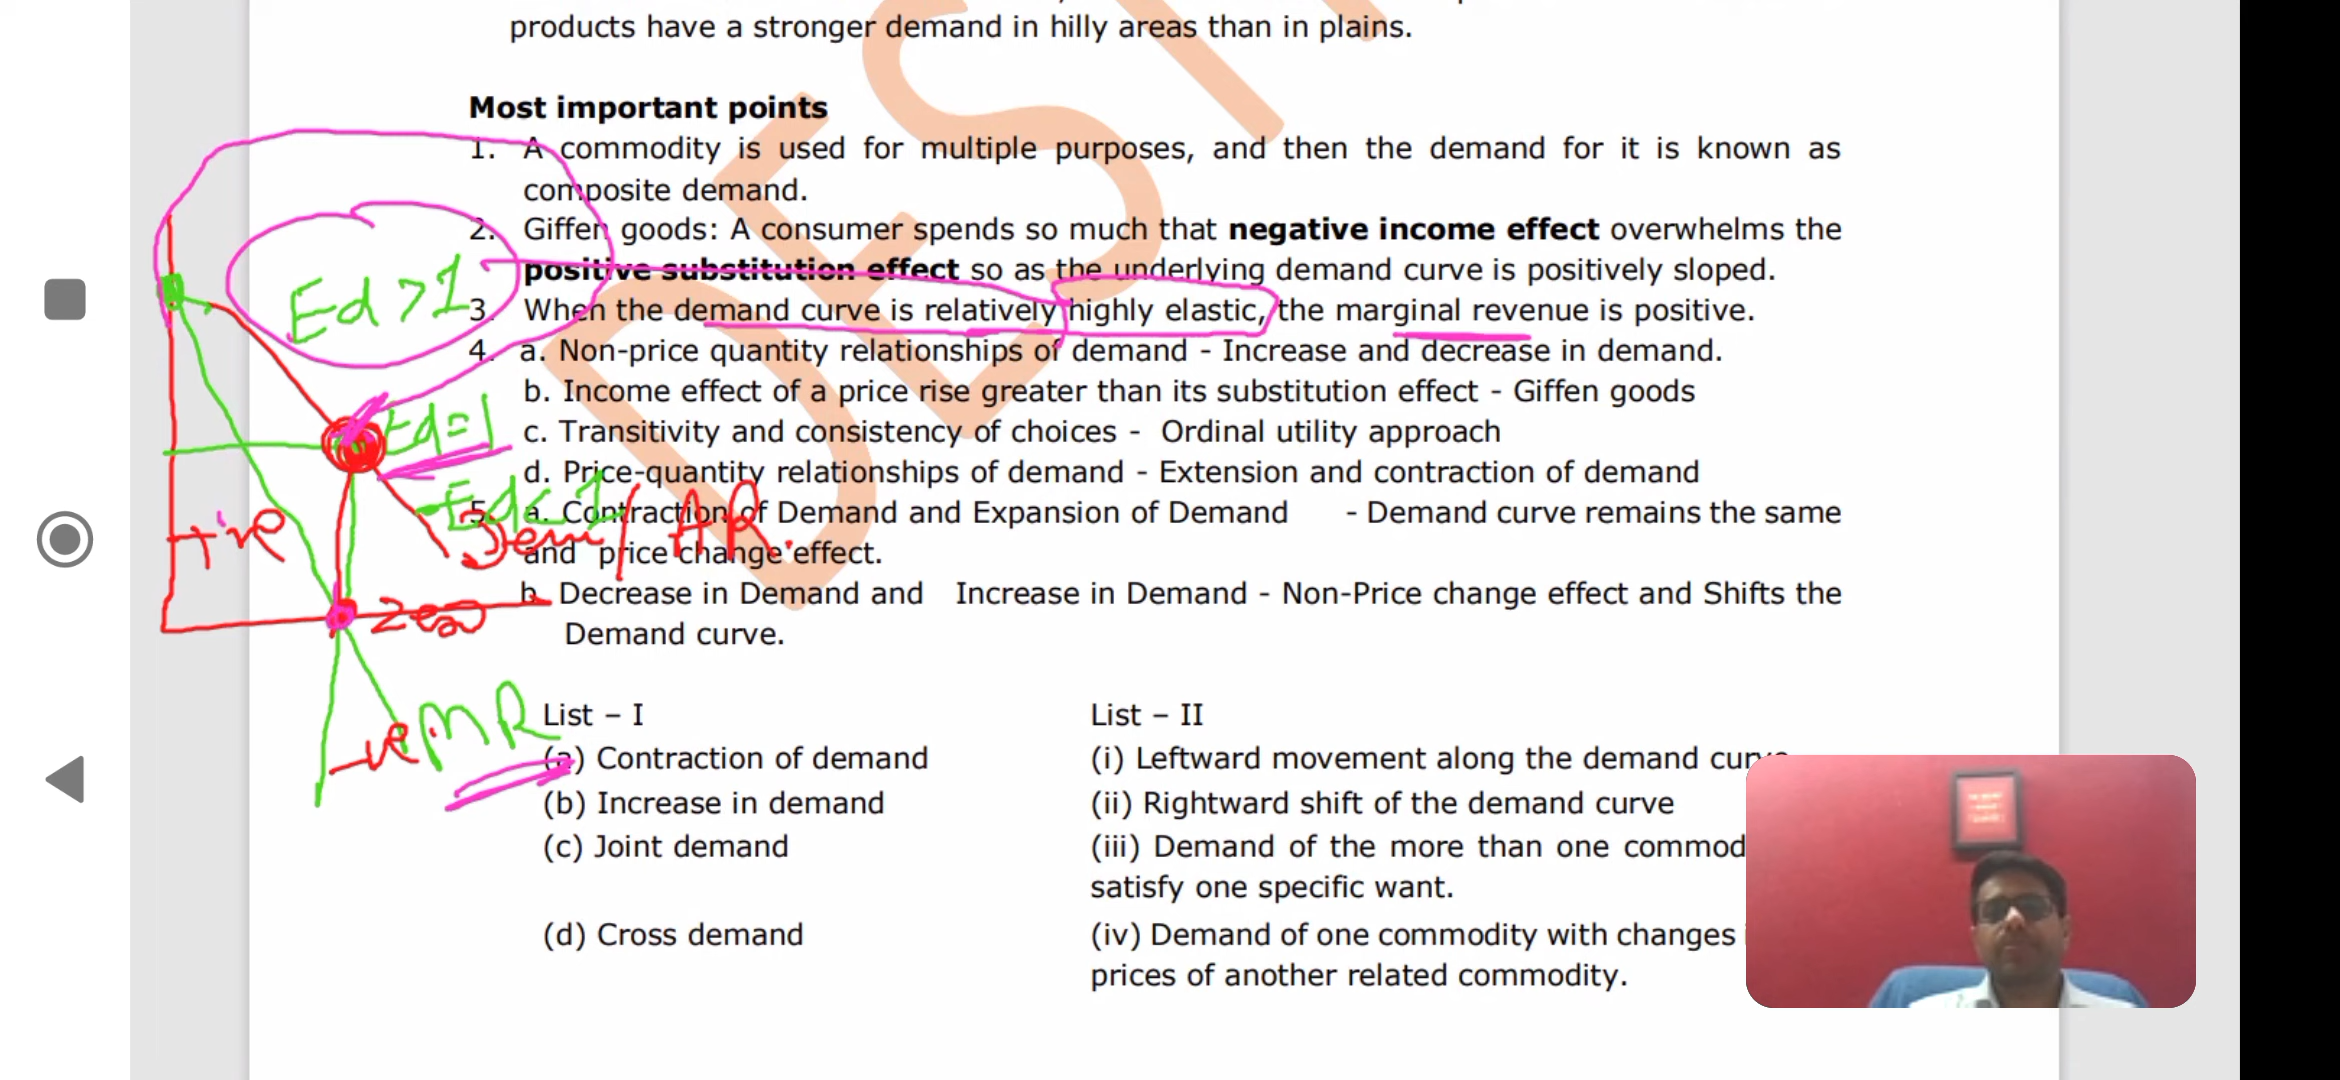 products have a stronger demand in hilly areas than in plains.
Most important points
1. A commodity is used for multiple purposes, and then the demand for it is known as
composite demand.
2. Giffen goods: A consumer spends so much that negative income effect overwhelms the
positive substitution effect so as the underlying demand curve is positively sloped.
3. When the demand curve is relatively highly elastic, the marginal revenue is positive.
4. a. Non-price quantity relationships of demand - Increase and decrease in demand.
b. Income effect of a price rise greater than its substitution effect - Giffen goods
c. Transitivity and consistency of choices - Ordinal utility approach
d. Price-quantity relationships of demand - Extension and contraction of demand
5. a. Contraction of Demand and Expansion of Demand - Demand curve remains the same
and price change effect.
b. Decrease in Demand and Increase in Demand - Non-Price change effect and Shifts the
Demand curve.
List – I List – II
(a) Contraction of demand (i) Leftward movement along the demand curve
(b) Increase in demand (ii) Rightward shift of the demand curve
(c) Joint demand (iii) Demand of the more than one commod
satisfy one specific want.
(d) Cross demand (iv) Demand of one commodity with changes
prices of another related commodity.
Ed > 1
Ed = 1
Ed < 1
Dem / AR.
+ive
zero
-ve
MR
DEST